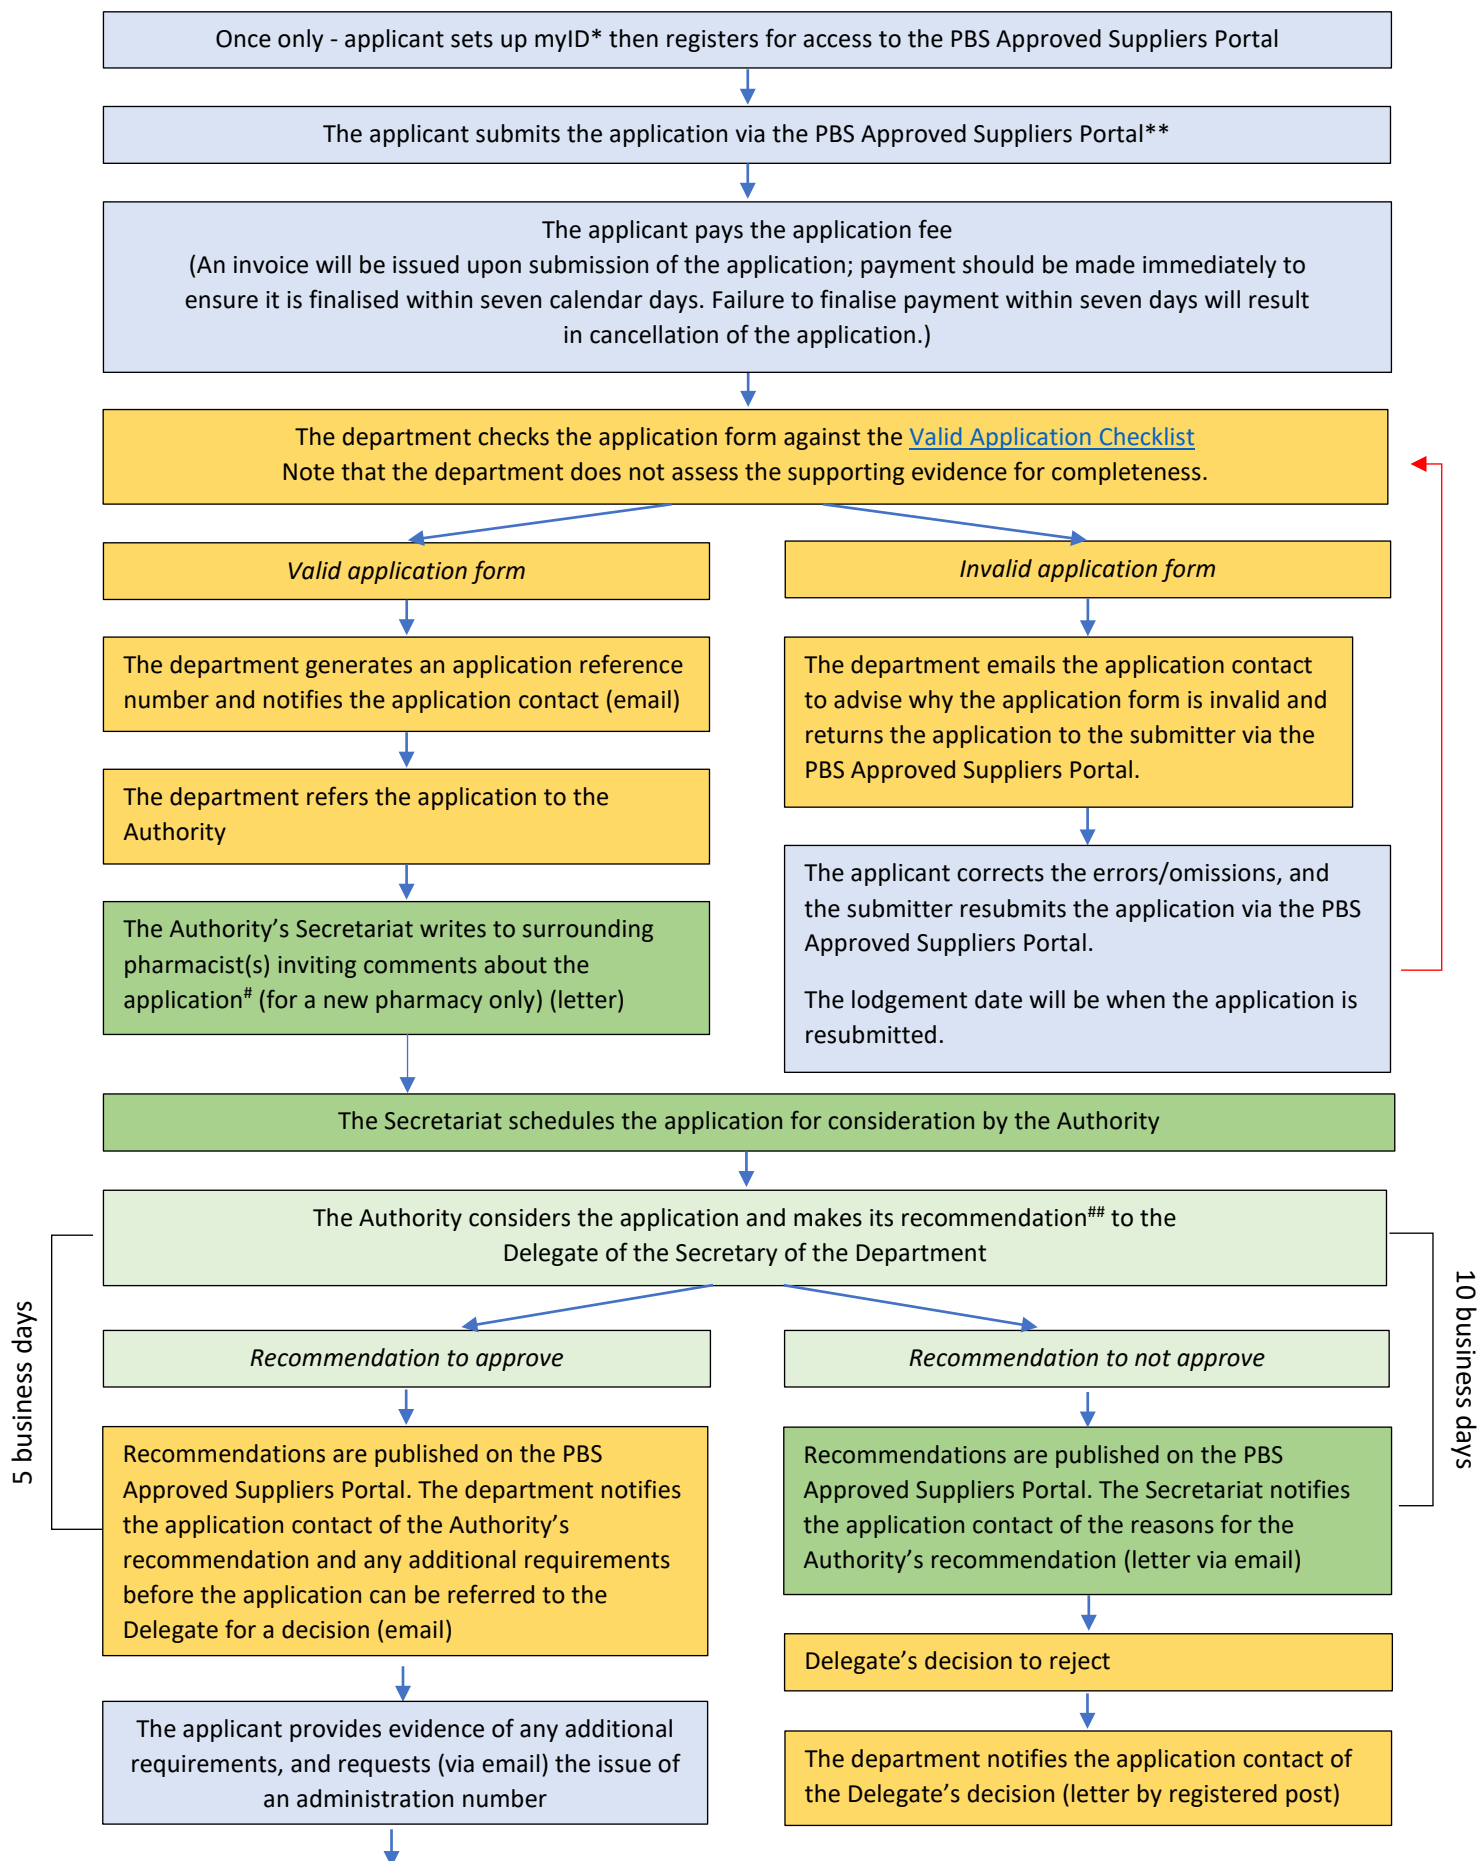 Once only - applicant sets up myID* then registers for access to the PBS Approved Suppliers Portal
The applicant submits the application via the PBS Approved Suppliers Portal**
The applicant pays the application fee
(An invoice will be issued upon submission of the application; payment should be made immediately to
ensure it is finalised within seven calendar days. Failure to finalise payment within seven days will result
in cancellation of the application.)
The department checks the application form against the Valid Application Checklist
Note that the department does not assess the supporting evidence for completeness.
Valid application form
The department generates an application reference
number and notifies the application contact (email)
The department refers the application to the
Authority
The Authority's Secretariat writes to surrounding
pharmacist(s) inviting comments about the
application# (for a new pharmacy only) (letter)
Invalid application form
The department emails the application contact
to advise why the application form is invalid and
returns the application to the submitter via the
PBS Approved Suppliers Portal.
The applicant corrects the errors/omissions, and
the submitter resubmits the application via the PBS
Approved Suppliers Portal.
The lodgement date will be when the application is
resubmitted.
The Secretariat schedules the application for consideration by the Authority
The Authority considers the application and makes its recommendation## to the
Delegate of the Secretary of the Department
5 business days
Recommendation to approve
Recommendations are published on the PBS
Approved Suppliers Portal. The department notifies
the application contact of the Authority's
recommendation and any additional requirements
before the application can be referred to the
Delegate for a decision (email)
The applicant provides evidence of any additional
requirements, and requests (via email) the issue of
an administration number
10 business days
Recommendation to not approve
Recommendations are published on the PBS
Approved Suppliers Portal. The Secretariat notifies
the application contact of the reasons for the
Authority's recommendation (letter via email)
Delegate's decision to reject
The department notifies the application contact of
the Delegate's decision (letter by registered post)